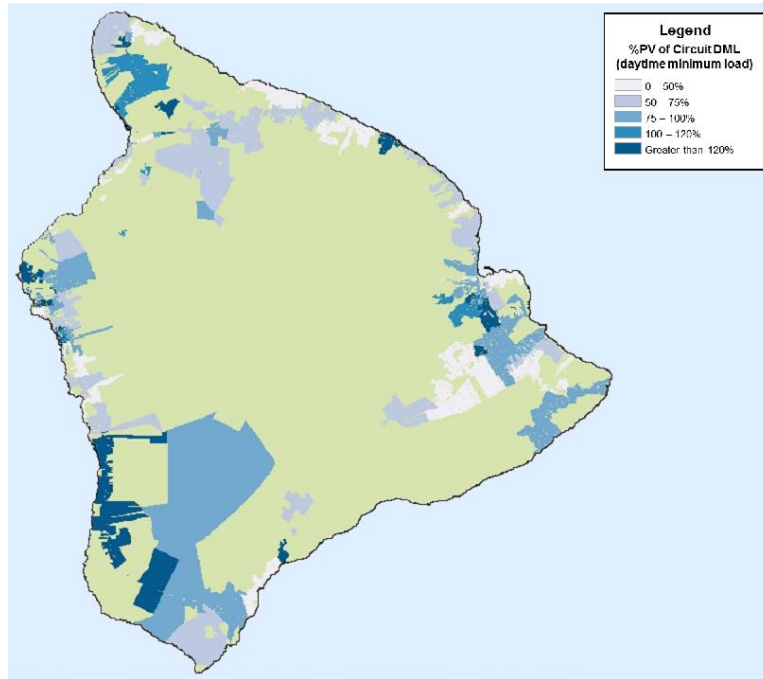 Legend
%PV of Circuit DML
(daytime minimum load)
0 50%
50 75%
75 – 100%
100 – 120%
Greater than 120%